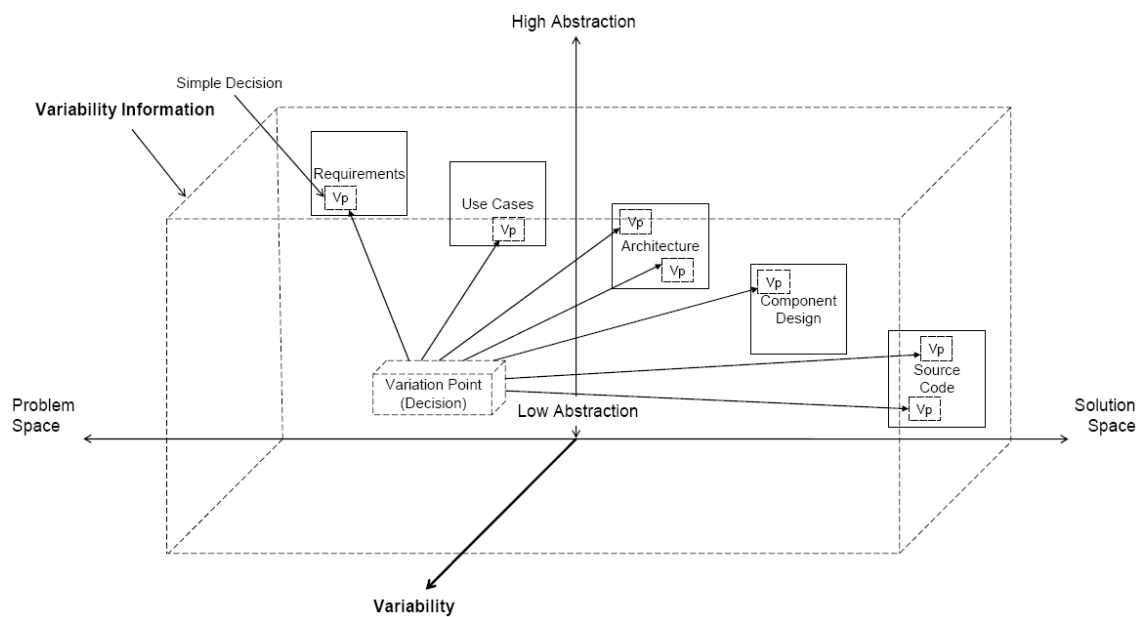 High Abstraction
Simple Decision
Variability Information
Requirements
Vp
Use Cases
Vp
Vp
Architecture
Vp
Vp
Component
Design
Vp
Source
Code
Vp
Variation Point
(Decision)
Low Abstraction
Problem
Space
Solution
Space
Variability